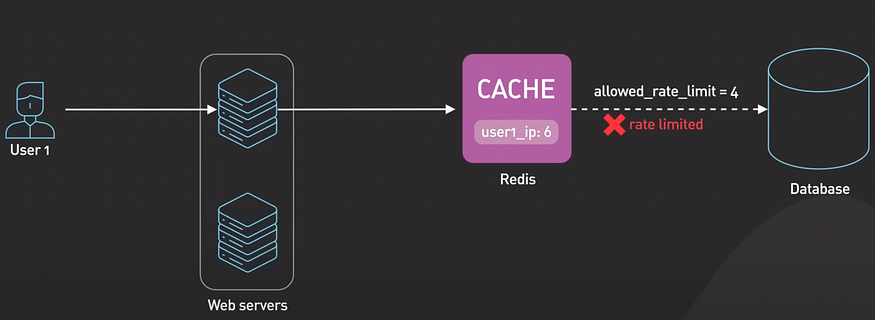 User 1
Web servers
CACHE
user1_ip: 6
Redis
allowed_rate_limit = 4
rate limited
Database